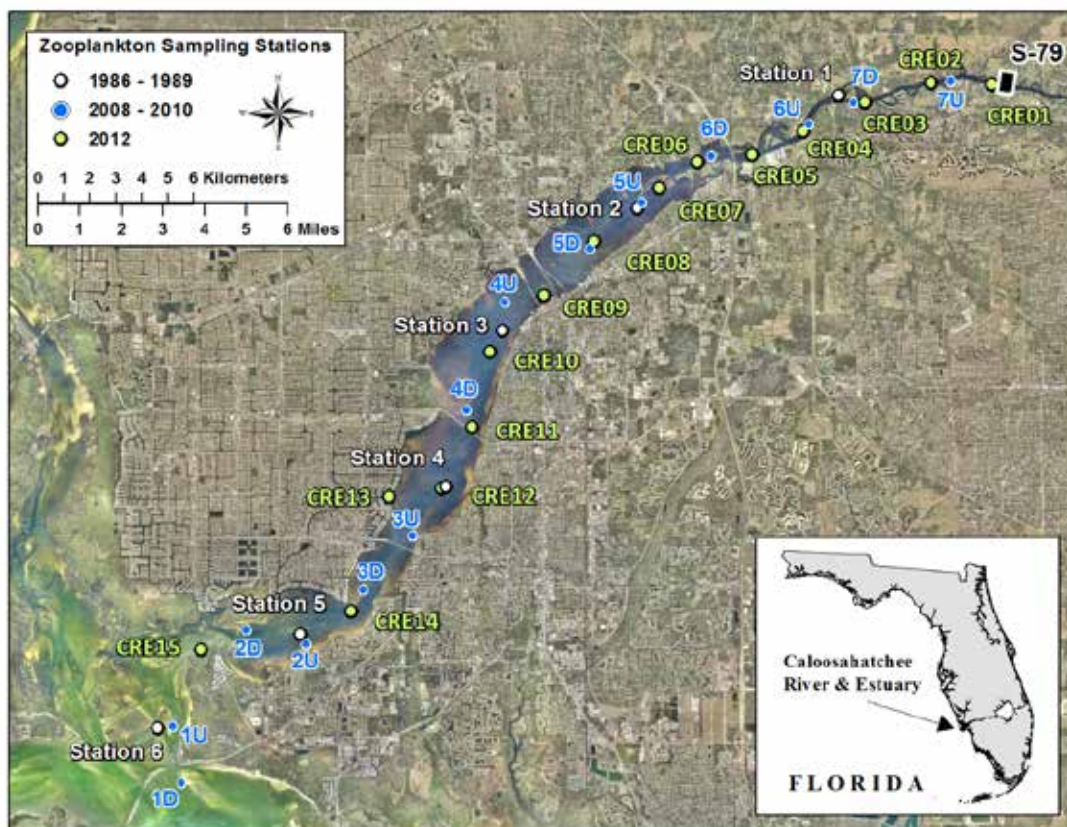 Zooplankton Sampling Stations
1986 - 1989
2008 - 2010
2012
0 1 2 3 4 5 6 Kilometers
0 1 2 3 4 5 6 Miles
S-79
CRE02
Station 1
7D
7U
CRE01
6U
CRE03
CRE04
6D
CRE06
CRE05
5U
CRE07
Station 2
5D
CRE08
4U
CRE09
Station 3
CRE10
4D
CRE11
Station 4
CRE13
CRE12
3U
3D
Station 5
CRE14
CRE15
2D
2U
1U
Station 6
1D
Caloosahatchee
River & Estuary
FLORIDA